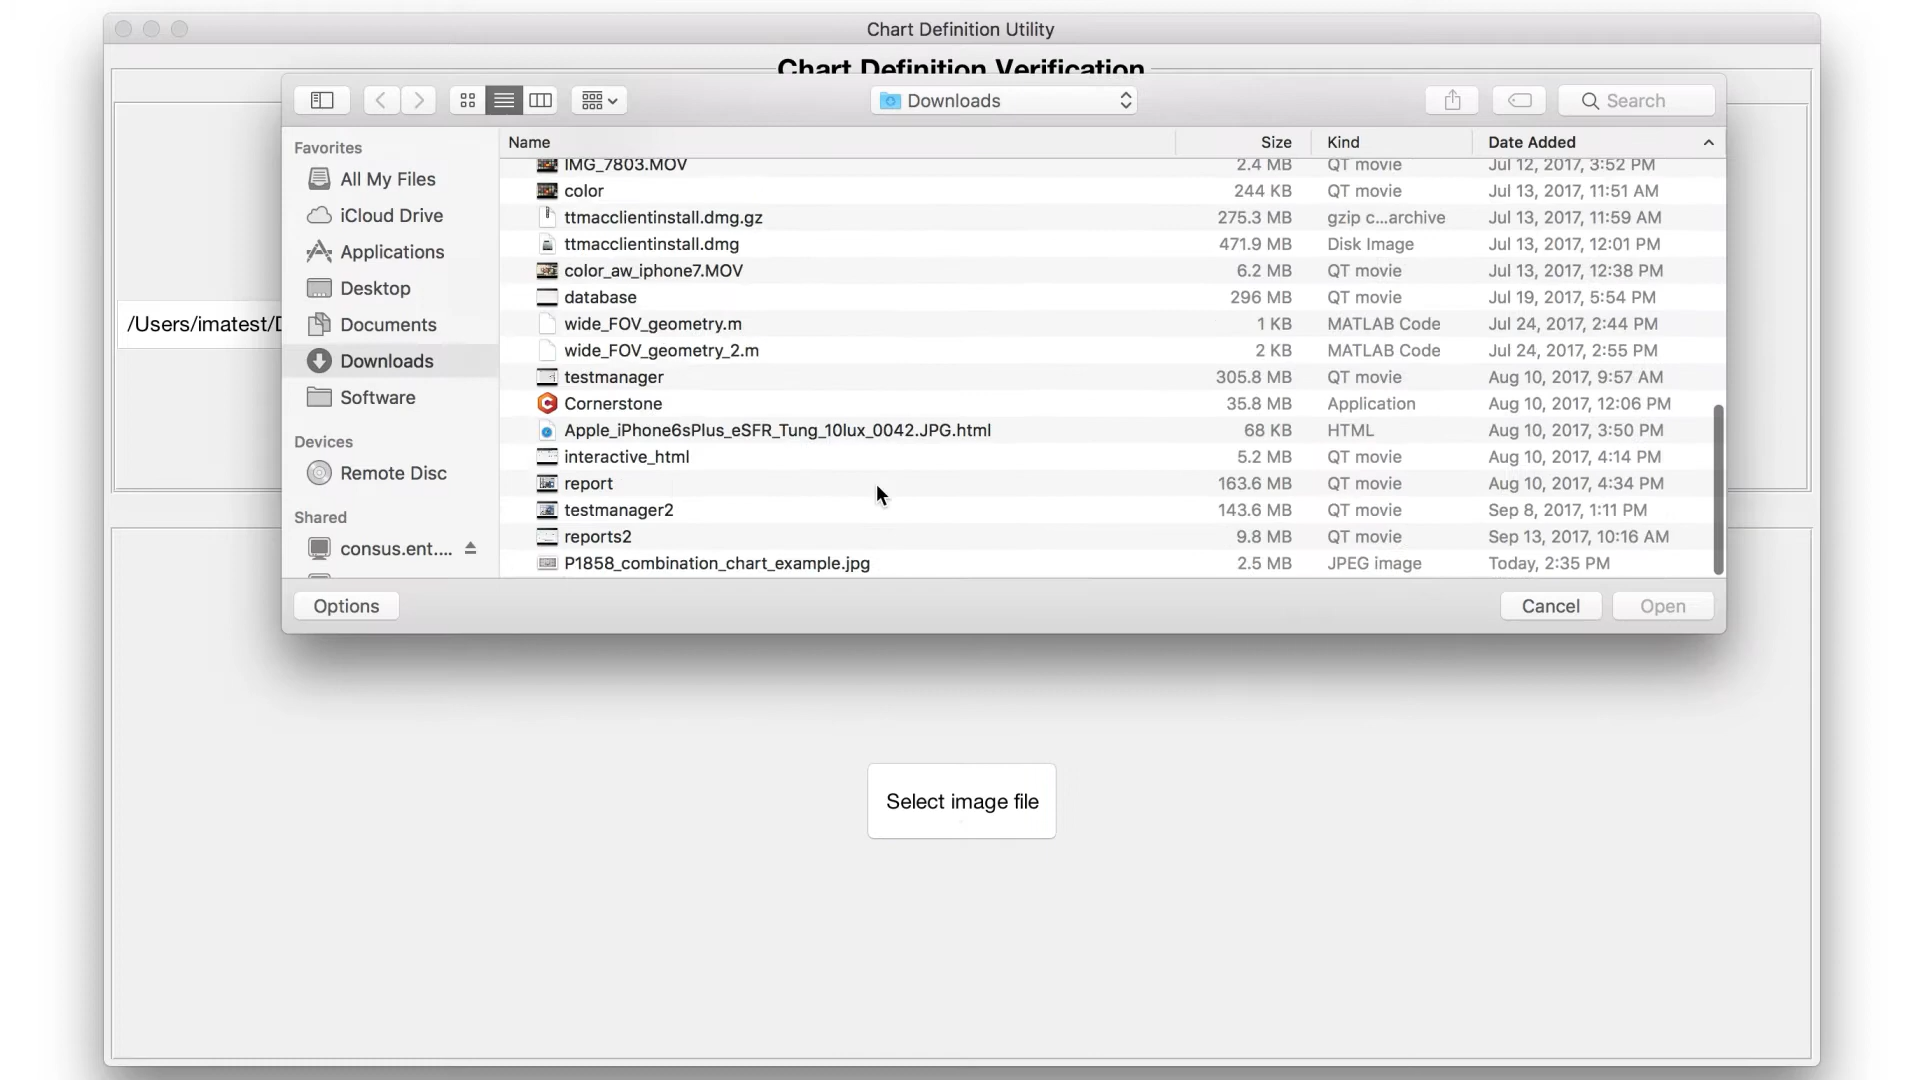 Chart Definition Utility
Chart Definition Verification
Downloads
Search
Favorites
All My Files
iCloud Drive
Applications
Desktop
Documents
Downloads
Software
Devices
Remote Disc
Shared
consus.ent....
/Users/imatest/D
Name Size Kind Date Added
IMG_7803.MOV 2.4 MB QT movie Jul 12, 2017, 3:52 PM
color 244 KB QT movie Jul 13, 2017, 11:51 AM
ttmacclientinstall.dmg.gz 275.3 MB gzip c...archive Jul 13, 2017, 11:59 AM
ttmacclientinstall.dmg 471.9 MB Disk Image Jul 13, 2017, 12:01 PM
color_aw_iphone7.MOV 6.2 MB QT movie Jul 13, 2017, 12:38 PM
database 296 MB QT movie Jul 19, 2017, 5:54 PM
wide_FOV_geometry.m 1 KB MATLAB Code Jul 24, 2017, 2:44 PM
wide_FOV_geometry_2.m 2 KB MATLAB Code Jul 24, 2017, 2:55 PM
testmanager 305.8 MB QT movie Aug 10, 2017, 9:57 AM
Cornerstone 35.8 MB Application Aug 10, 2017, 12:06 PM
Apple_iPhone6sPlus_eSFR_Tung_10lux_0042.JPG.html 68 KB HTML Aug 10, 2017, 3:50 PM
interactive_html 5.2 MB QT movie Aug 10, 2017, 4:14 PM
report 163.6 MB QT movie Aug 10, 2017, 4:34 PM
testmanager2 143.6 MB QT movie Sep 8, 2017, 1:11 PM
reports2 9.8 MB QT movie Sep 13, 2017, 10:16 AM
P1858_combination_chart_example.jpg 2.5 MB JPEG image Today, 2:35 PM
Options Cancel Open
Select image file